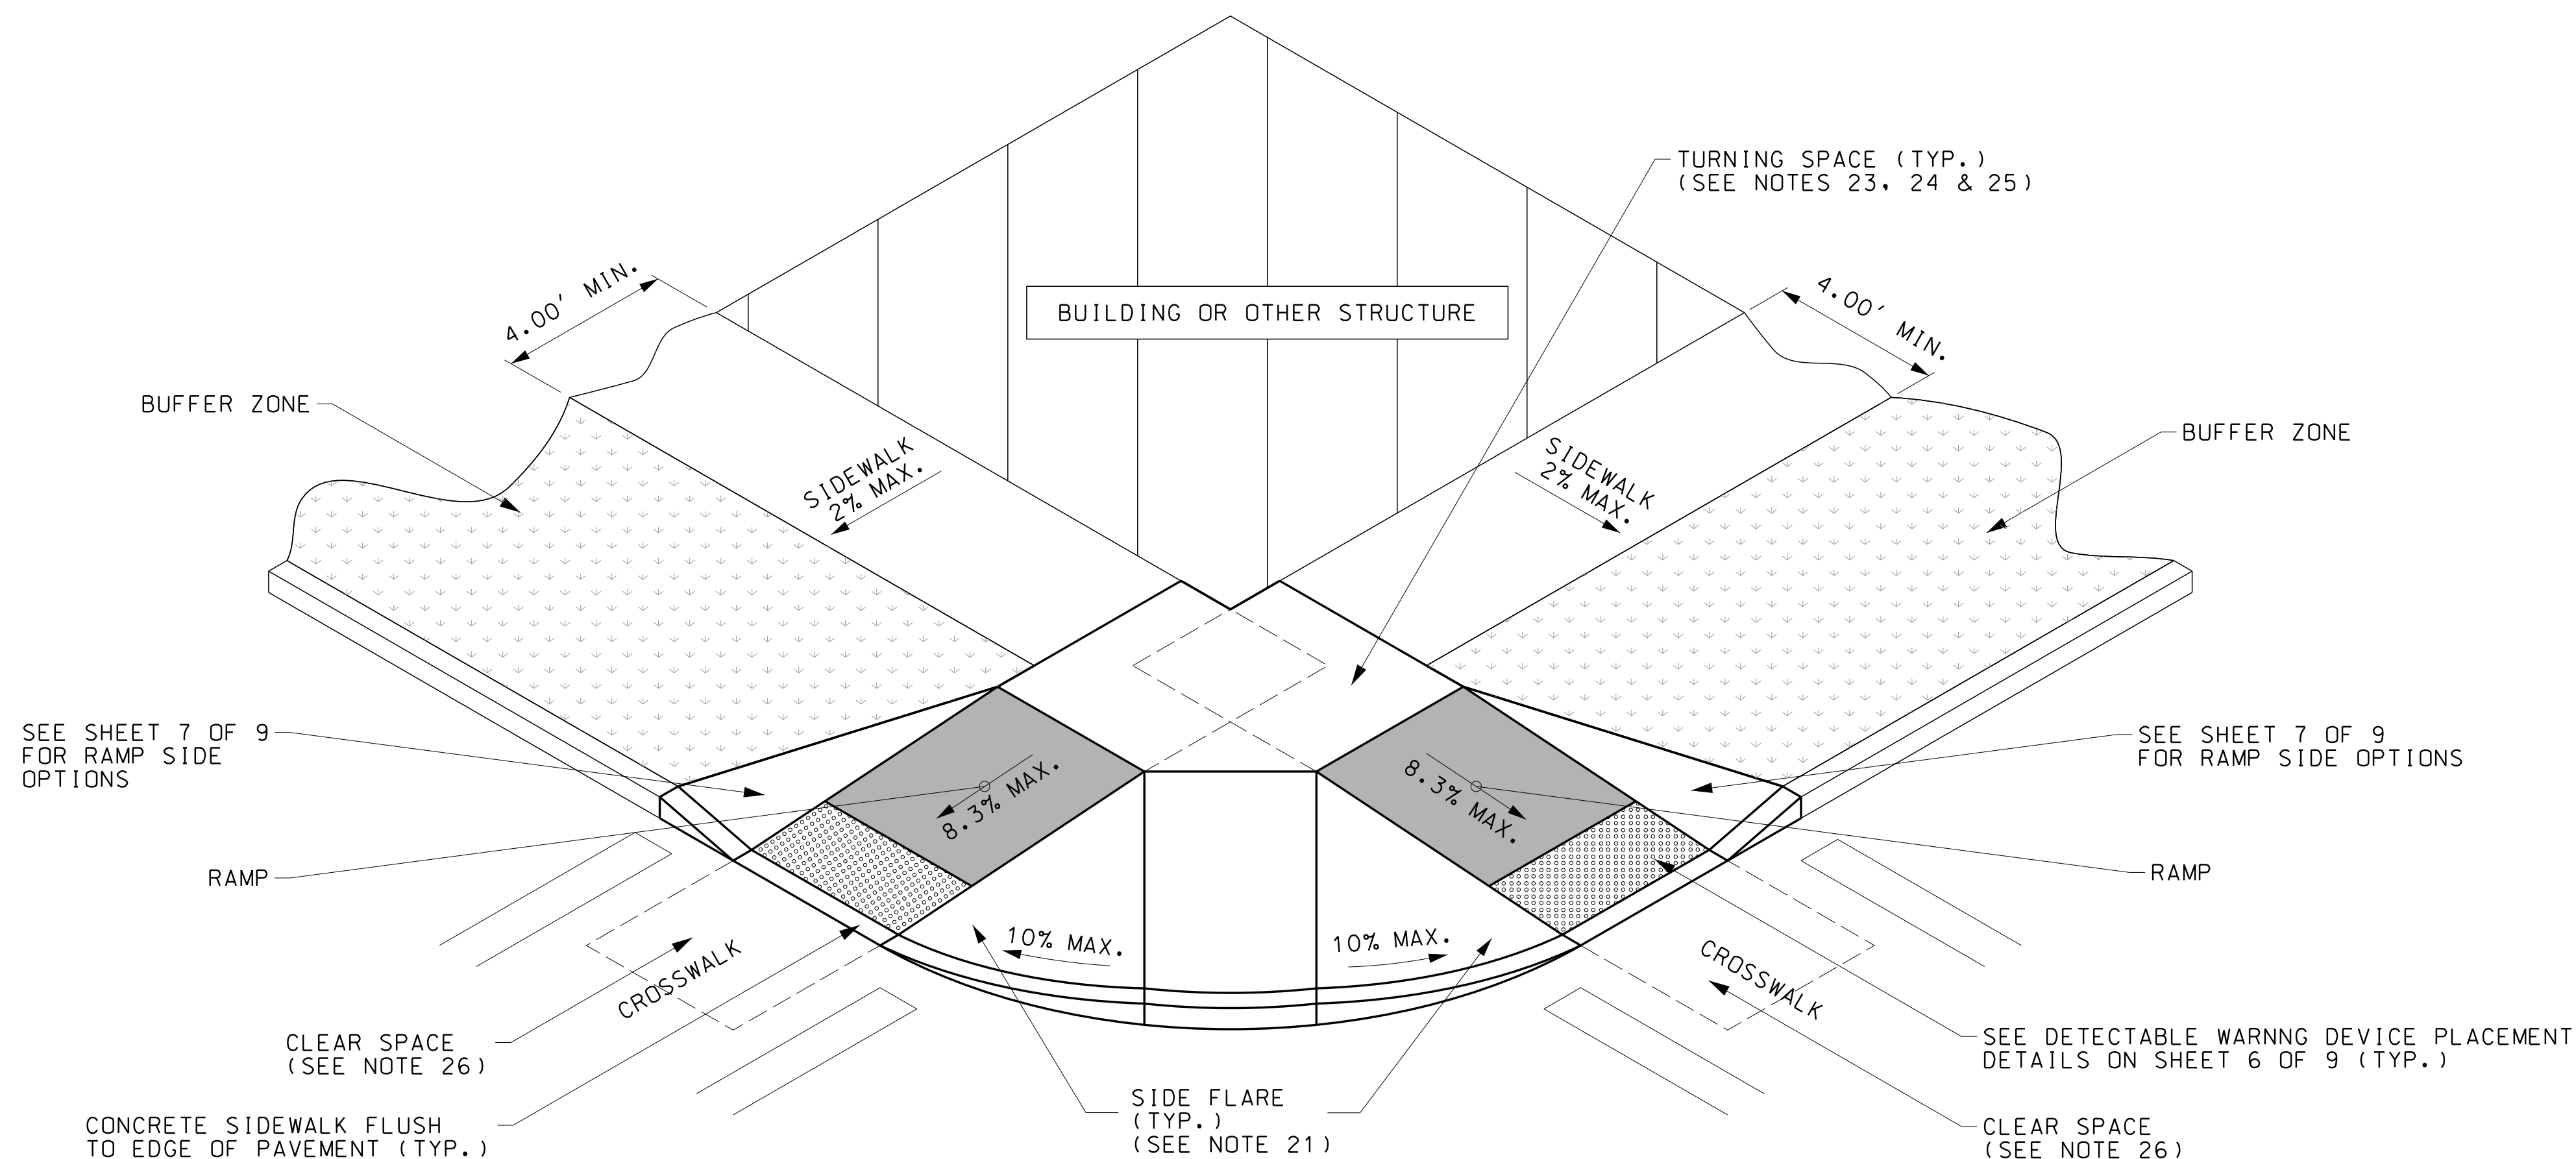 TURNING SPACE (TYP.)
(SEE NOTES 23, 24 & 25)
4.00' MIN.
BUILDING OR OTHER STRUCTURE
4.00' MIN.
BUFFER ZONE
BUFFER ZONE
SIDEWALK
2% MAX.
SIDEWALK
2% MAX.
SEE SHEET 7 OF 9
FOR RAMP SIDE
OPTIONS
SEE SHEET 7 OF 9
FOR RAMP SIDE OPTIONS
8.3% MAX.
8.3% MAX.
RAMP
RAMP
10% MAX.
10% MAX.
CROSSWALK
CROSSWALK
CLEAR SPACE
(SEE NOTE 26)
SEE DETECTABLE WARNNG DEVICE PLACEMENT
DETAILS ON SHEET 6 OF 9 (TYP.)
CONCRETE SIDEWALK FLUSH
TO EDGE OF PAVEMENT (TYP.)
SIDE FLARE
(TYP.)
(SEE NOTE 21)
CLEAR SPACE
(SEE NOTE 26)